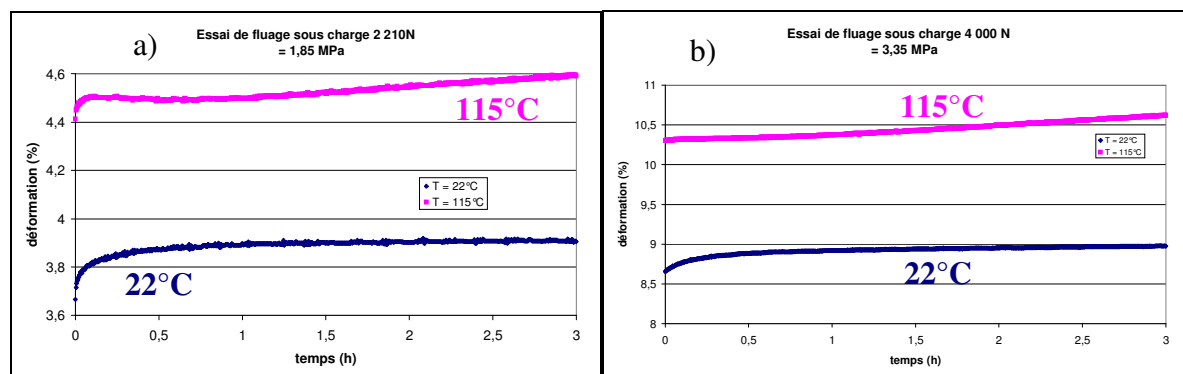 a)
Essai de fluage sous charge 2 210N
= 1,85 MPa
4,6
4,4
4,2
4
3,8
3,6
déformation (%)
115°C
T = 22°C
T = 115°C
22°C
0
0,5
1
1,5
2
2,5
3
temps (h)
b)
Essai de fluage sous charge 4 000 N
= 3,35 MPa
11
10,5
10
9,5
9
8,5
8
déformation (%)
115°C
T = 22°C
T = 115°C
22°C
0
0,5
1
1,5
2
2,5
3
temps (h)